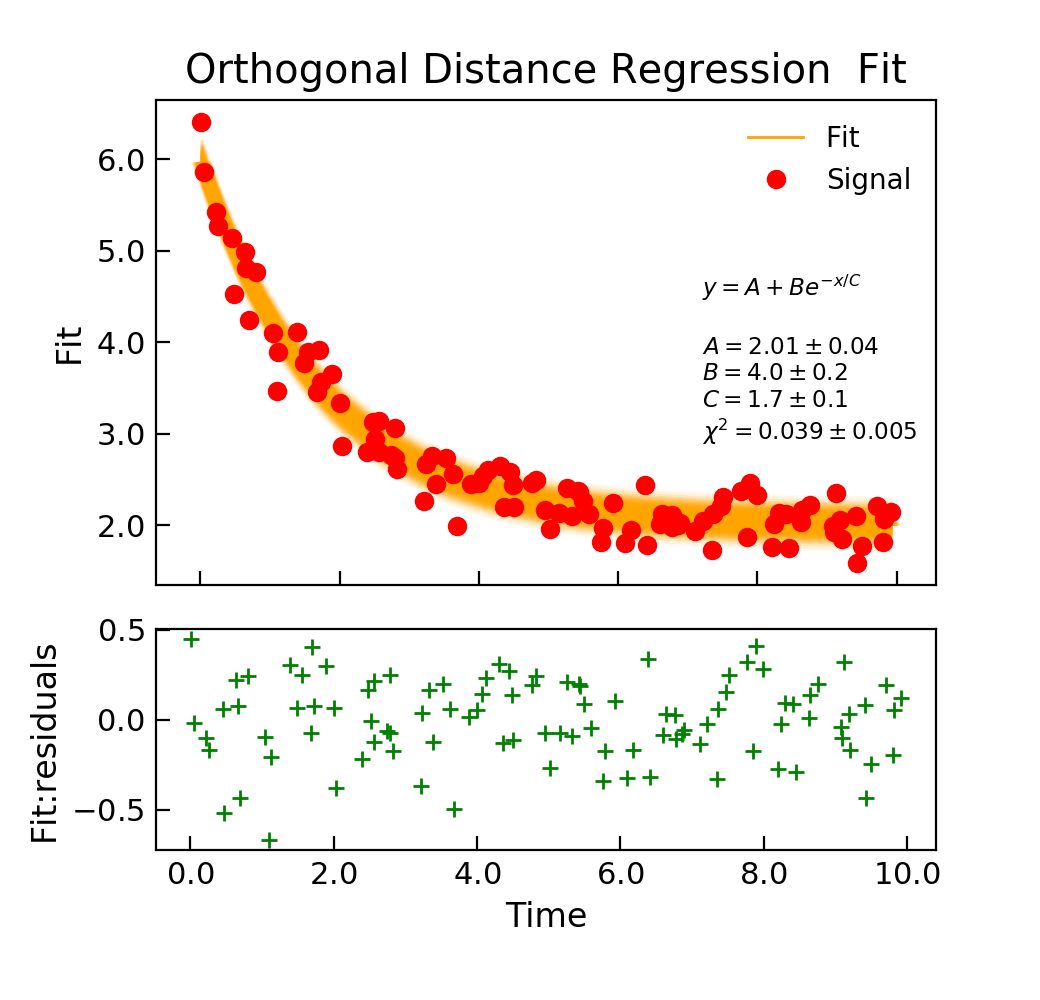 Orthogonal Distance Regression  Fit
Fit
Signal
6.0
5.0
4.0
3.0
2.0
Fit
y = A + Be^{−x/C}
A = 2.01 ± 0.04
B = 4.0 ± 0.2
C = 1.7 ± 0.1
χ² = 0.039 ± 0.005
0.5
0.0
−0.5
Fit:residuals
0.0 2.0 4.0 6.0 8.0 10.0
Time